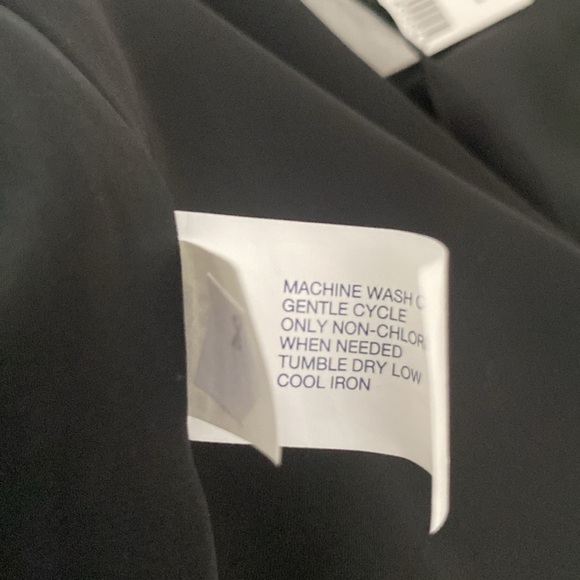 MACHINE WASH
GENTLE CYCLE
ONLY NON-CHLOR
WHEN NEEDED
TUMBLE DRY LOW
COOL IRON